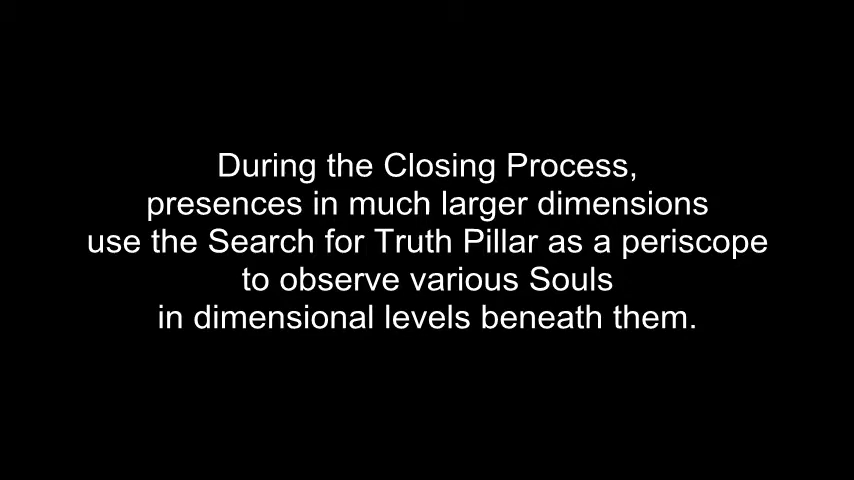 During the Closing Process,
presences in much larger dimensions
use the Search for Truth Pillar as a periscope
to observe various Souls
in dimensional levels beneath them.